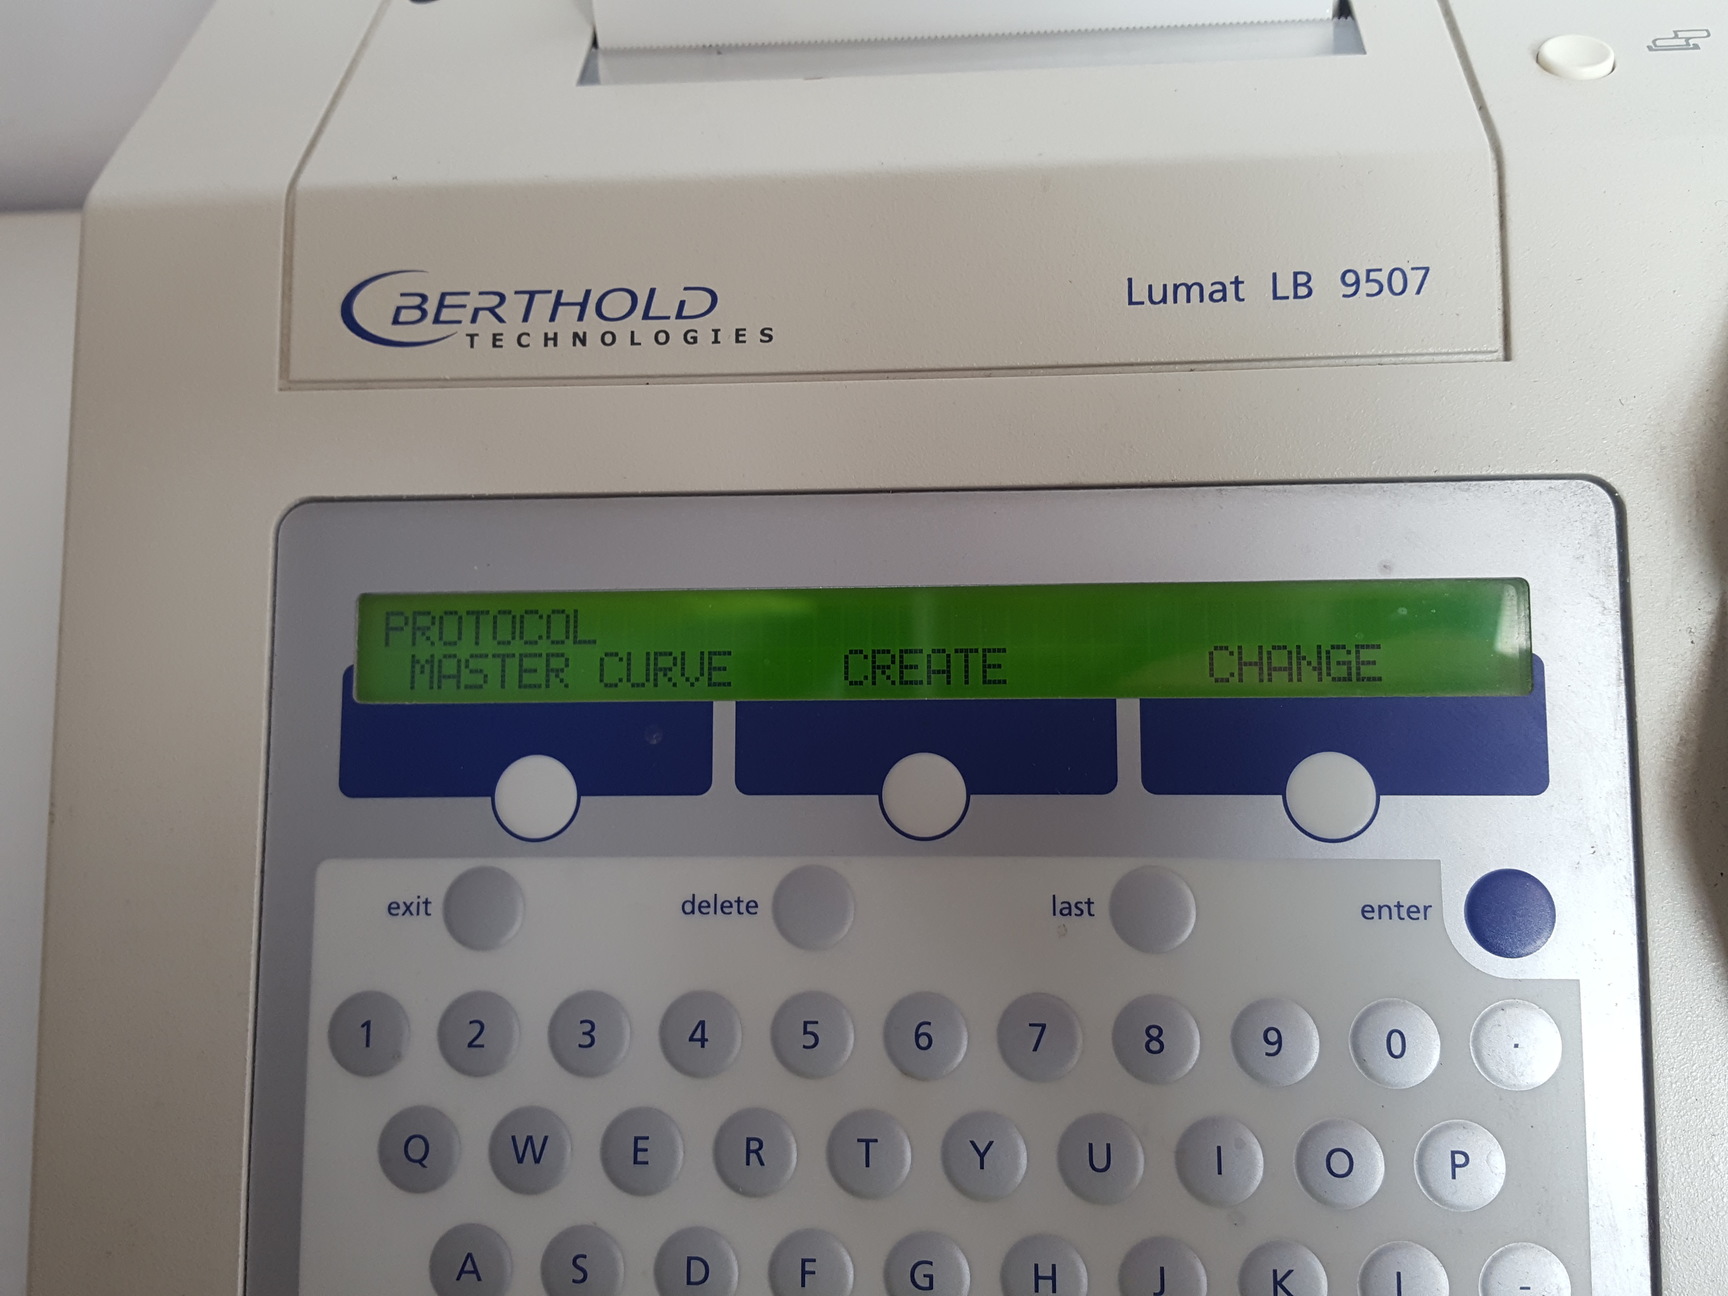 BERTHOLD
TECHNOLOGIES
Lumat LB 9507
PROTOCOL
MASTER CURVE CREATE CHANGE
exit delete last enter
1 2 3 4 5 6 7 8 9 0 .
Q W E R T Y U I O P
A S D F G H J K L -